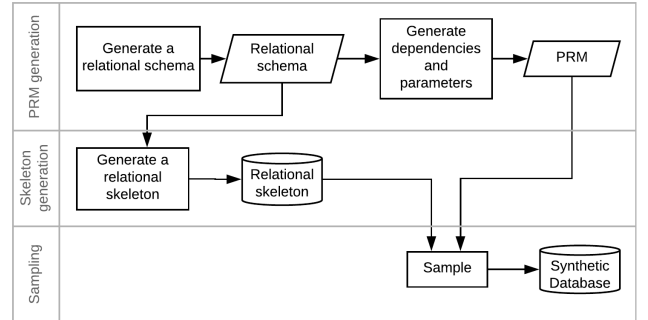 PRM generation
Generate a
relational schema
Relational
schema
Generate
dependencies
and
parameters
PRM
Skeleton
generation
Generate a
relational
skeleton
Relational
skeleton
Sampling
Sample
Synthetic
Database